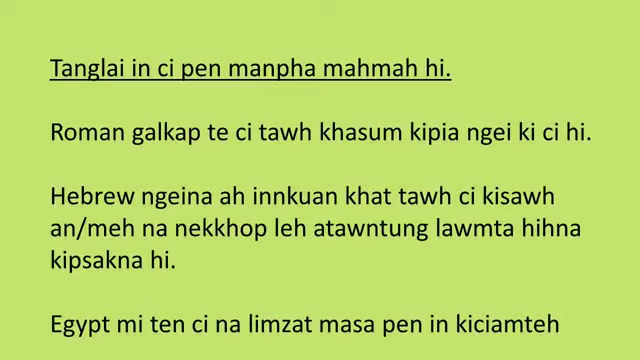 Tanglai in ci pen manpha mahmah hi.
Roman galkap te ci tawh khasum kipia ngei ki ci hi.
Hebrew ngeina ah innkuan khat tawh ci kisawh
an/meh na nekkhop leh atawntung lawmta hihna
kipsakna hi.
Egypt mi ten ci na limzat masa pen in kiciamteh